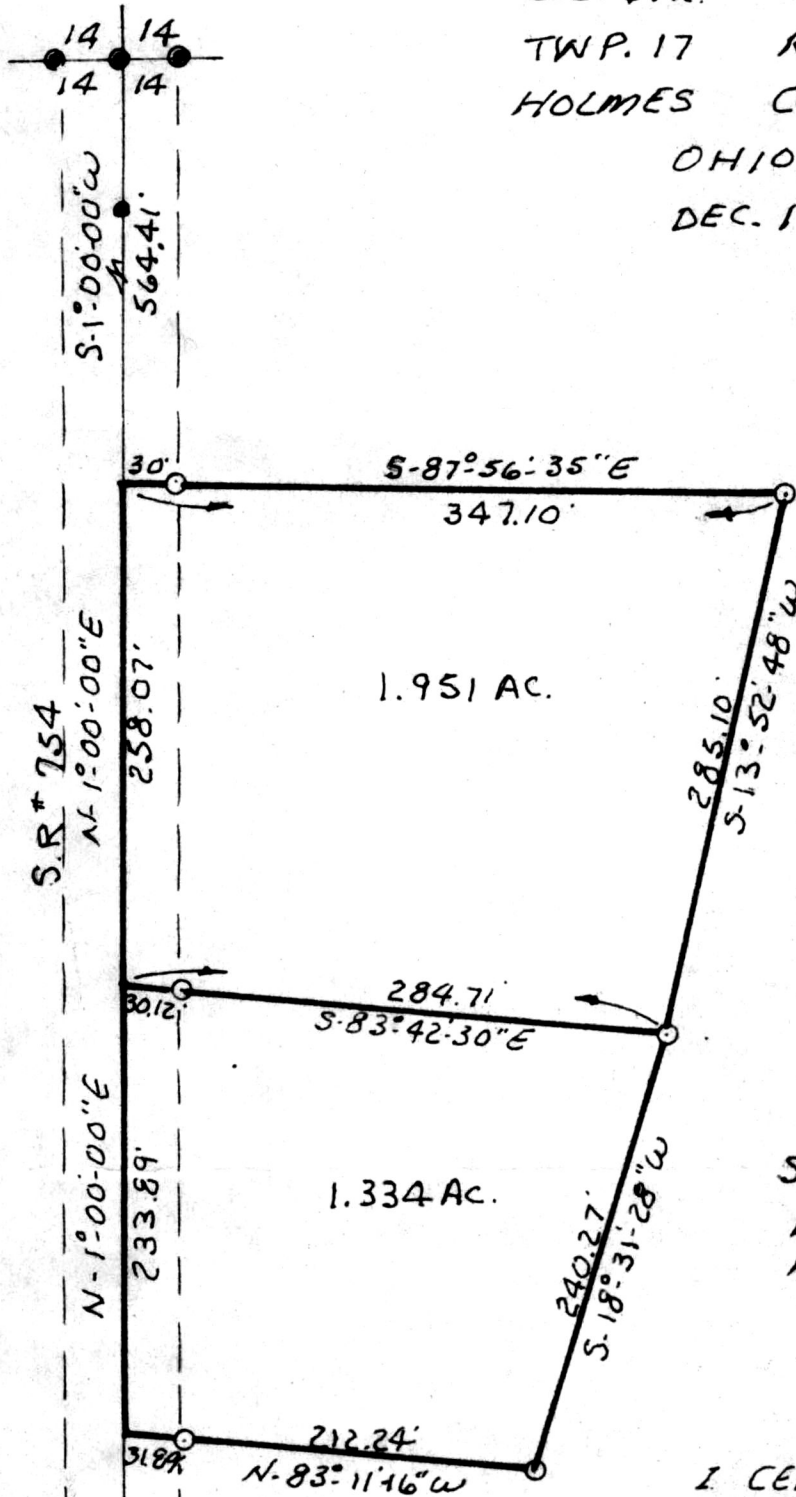 14 14
14 14
TWP. 17
HOLMES
OHIO
DEC. 1
S-1°-00'-00"W
564.41'
30'
S-87°-56'-35"E
347.10'
S.R # 754
N-1°-00'-00"E
258.07'
1.951 AC.
285.10'
S-13°-52'-48"W
30.12'
284.71'
S-83°-42'-30"E
N-1°-00'-00"E
233.89'
1.334 AC.
240.27'
S-18°-31'-28"W
212.24'
N-83°-11'-16"W
I CE